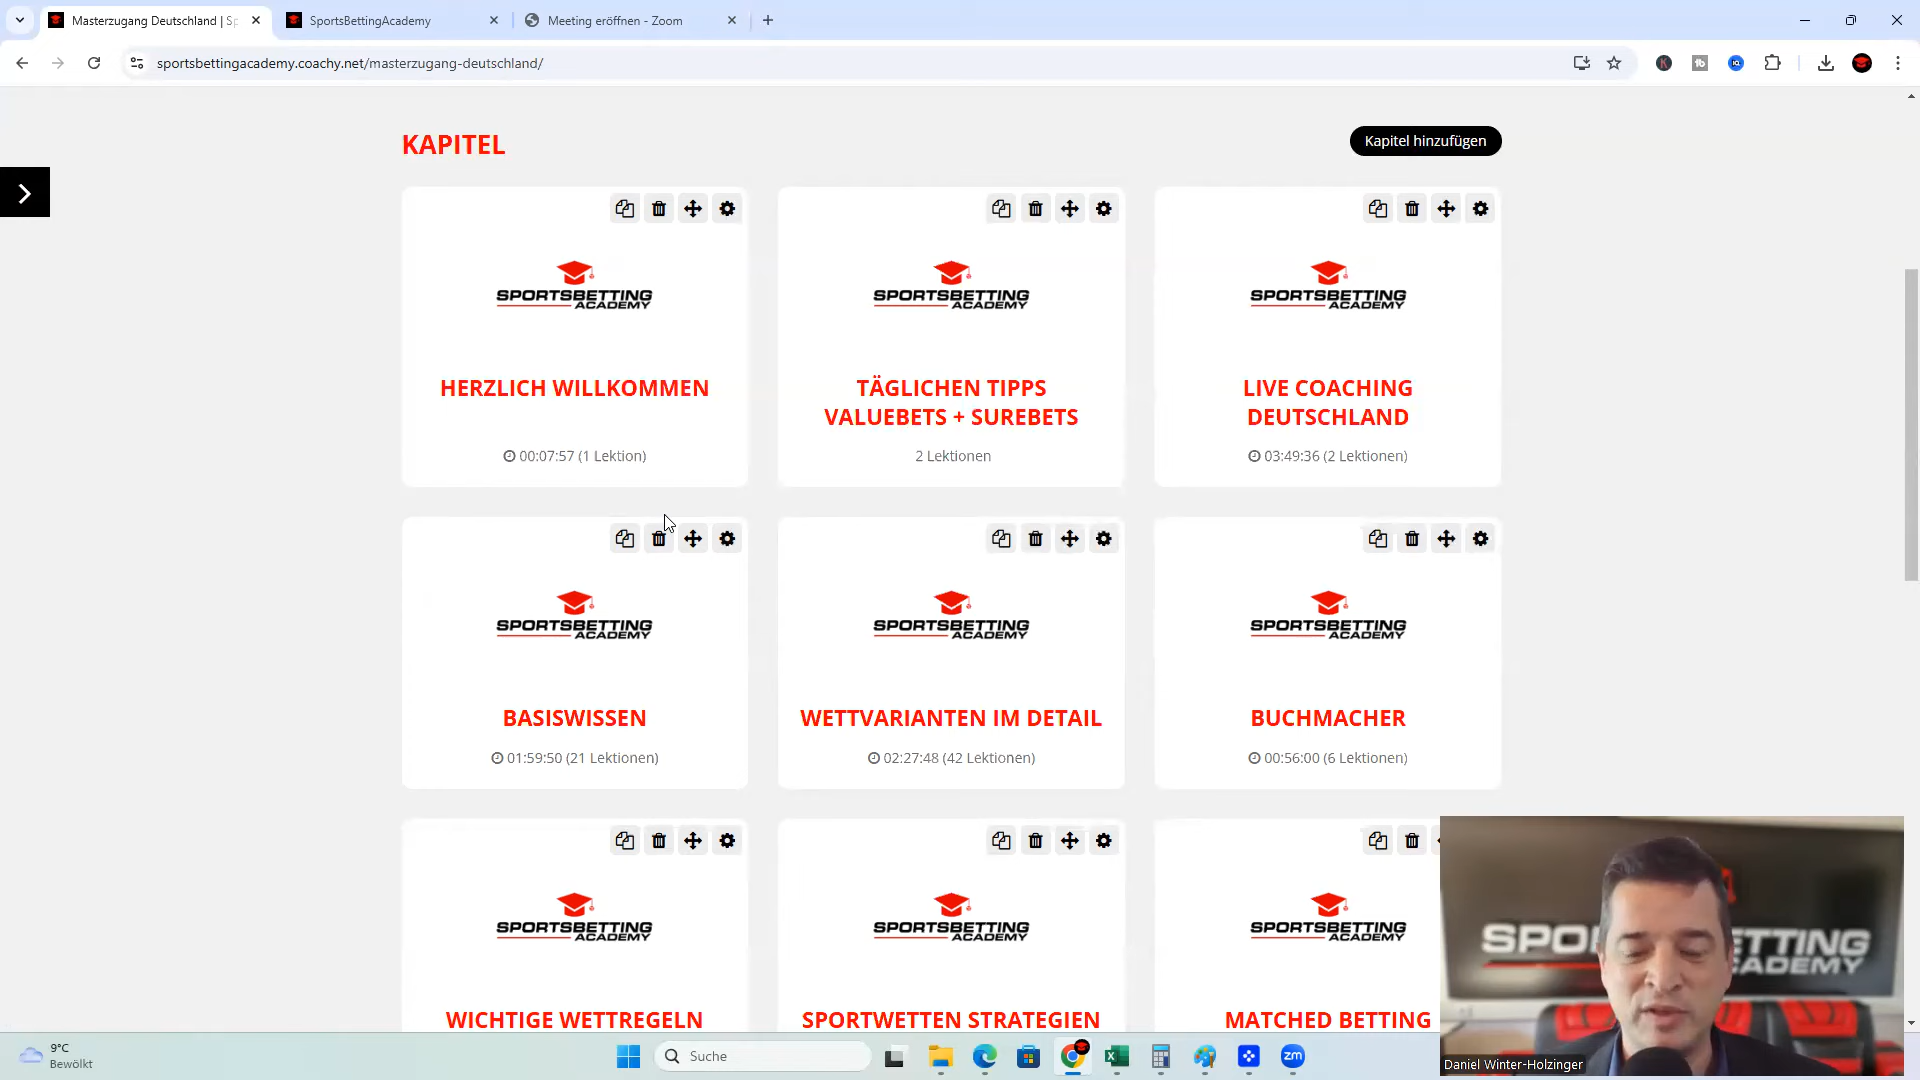 Masterzugang Deutschland | Sp
SportsBettingAcademy
Meeting eröffnen - Zoom
sportsbettingacademy.coachy.net/masterzugang-deutschland/
KAPITEL
Kapitel hinzufügen
SPORTSBETTING
ACADEMY
HERZLICH WILLKOMMEN
00:07:57 (1 Lektion)
SPORTSBETTING
ACADEMY
TÄGLICHEN TIPPS
VALUEBETS + SUREBETS
2 Lektionen
SPORTSBETTING
ACADEMY
LIVE COACHING
DEUTSCHLAND
03:49:36 (2 Lektionen)
SPORTSBETTING
ACADEMY
BASISWISSEN
01:59:50 (21 Lektionen)
SPORTSBETTING
ACADEMY
WETTVARIANTEN IM DETAIL
02:27:48 (42 Lektionen)
SPORTSBETTING
ACADEMY
BUCHMACHER
00:56:00 (6 Lektionen)
SPORTSBETTING
ACADEMY
WICHTIGE WETTREGELN
SPORTSBETTING
ACADEMY
SPORTWETTEN STRATEGIEN
SPORTSBETTING
ACADEMY
MATCHED BETTING
SPO TTING
ADEMY
Daniel Winter-Holzinger
9°C
Bewölkt
Suche
zm